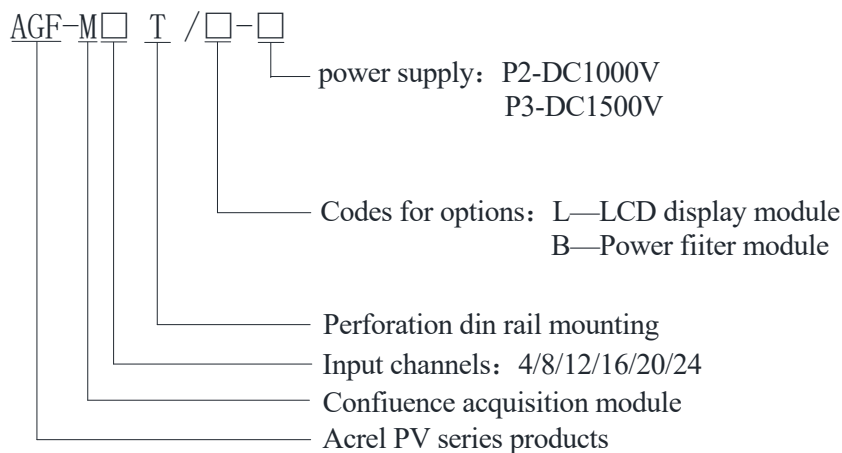 AGF-M□ T /□-□
power supply：P2-DC1000V
P3-DC1500V
Codes for options：L—LCD display module
B—Power fiiter module
Perforation din rail mounting
Input channels：4/8/12/16/20/24
Confiuence acquisition module
Acrel PV series products